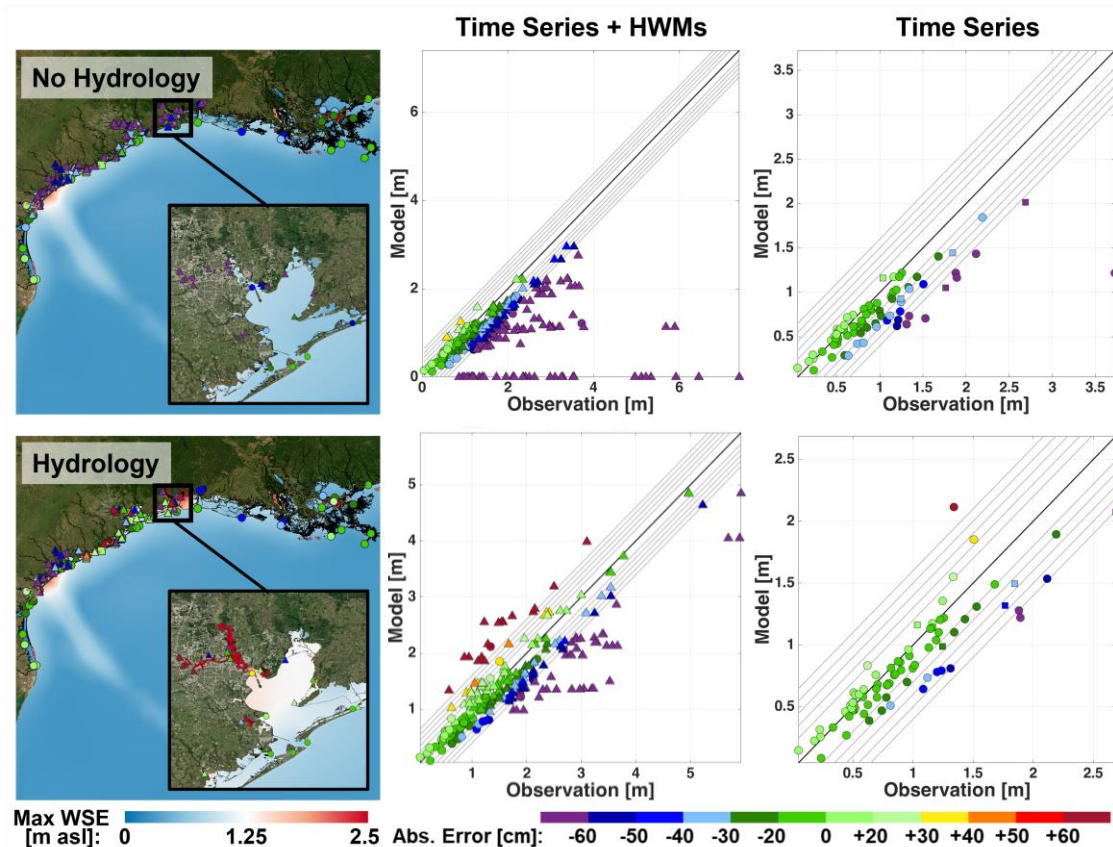 Time Series + HWMs
Time Series
No Hydrology
6
4
2
0
Model [m]
0 2 4 6
Observation [m]
3.5
3
2.5
2
1.5
1
0.5
Model [m]
0.5 1 1.5 2 2.5 3 3.5
Observation [m]
Hydrology
5
4
3
2
1
Model [m]
1 2 3 4 5
Observation [m]
2.5
2
1.5
1
0.5
Model [m]
0.5 1 1.5 2 2.5
Observation [m]
Max WSE
[m asl]: 0 1.25 2.5
Abs. Error [cm]: -60 -50 -40 -30 -20 0 +20 +30 +40 +50 +60